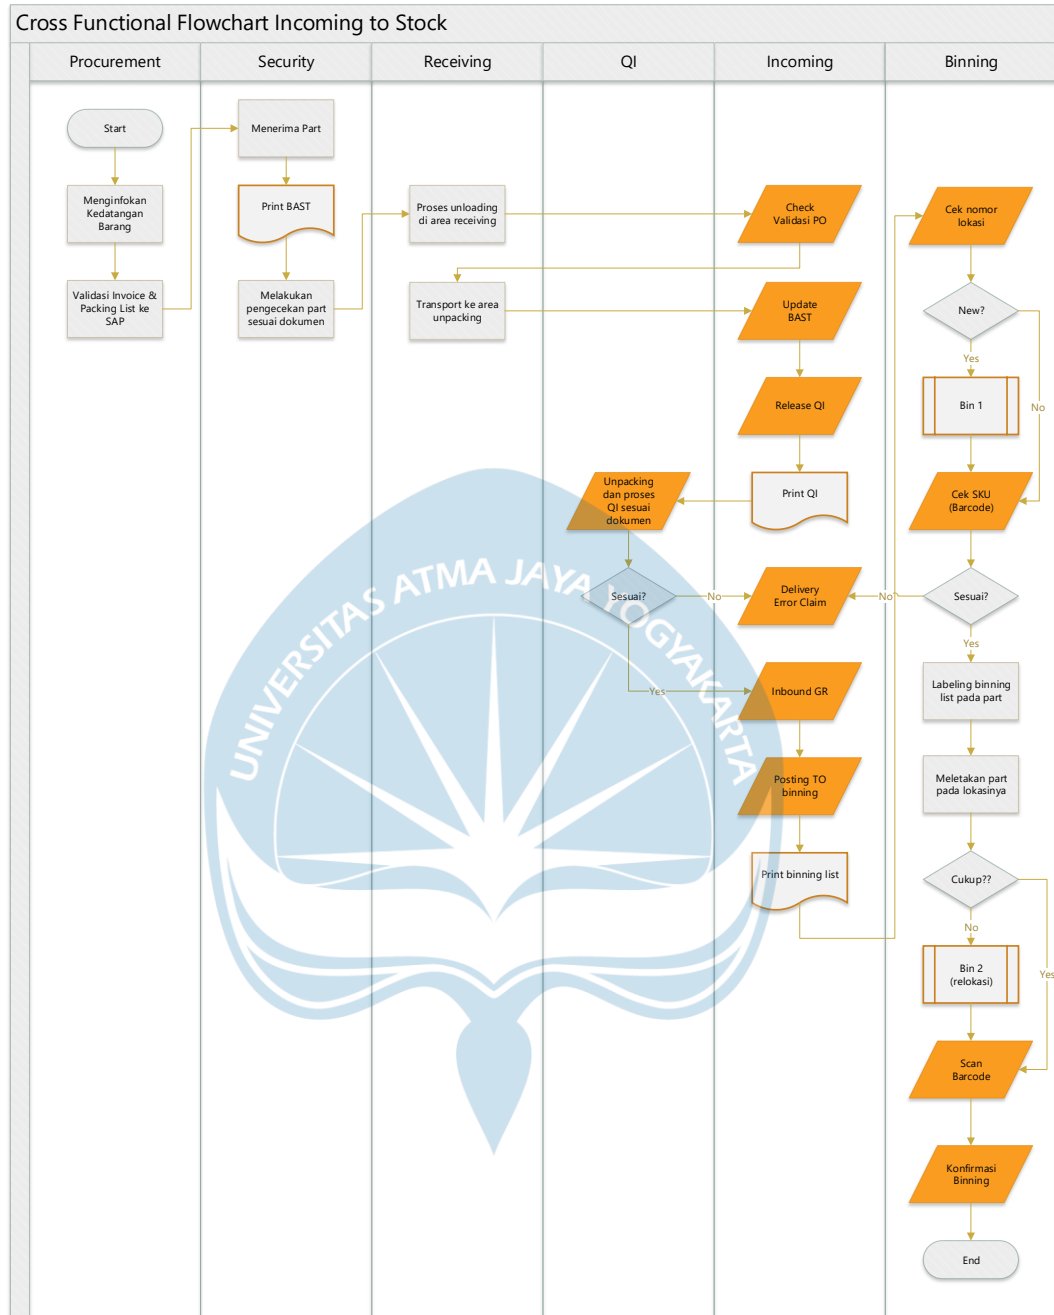 Cross Functional Flowchart Incoming to Stock
Procurement
Security
Receiving
QI
Incoming
Binning
Start
Menginfokan
Kedatangan
Barang
Validasi Invoice &
Packing List ke
SAP
Menerima Part
Print BAST
Melakukan
pengecekan part
sesuai dokumen
Proses unloading
di area receiving
Transport ke area
unpacking
Unpacking
dan proses
QI sesuai
dokumen
Sesuai?
No
Yes
Check
Validasi PO
Update
BAST
Release QI
Print QI
Delivery
Error Claim
Inbound GR
Posting TO
binning
Print binning list
Cek nomor
lokasi
New?
Yes
No
Bin 1
Cek SKU
(Barcode)
Sesuai?
No
Yes
Labeling binning
list pada part
Meletakan part
pada lokasinya
Cukup??
No
Yes
Bin 2
(relokasi)
Scan
Barcode
Konfirmasi
Binning
End
UNIVERSITAS ATMA JAYA YOGYAKARTA